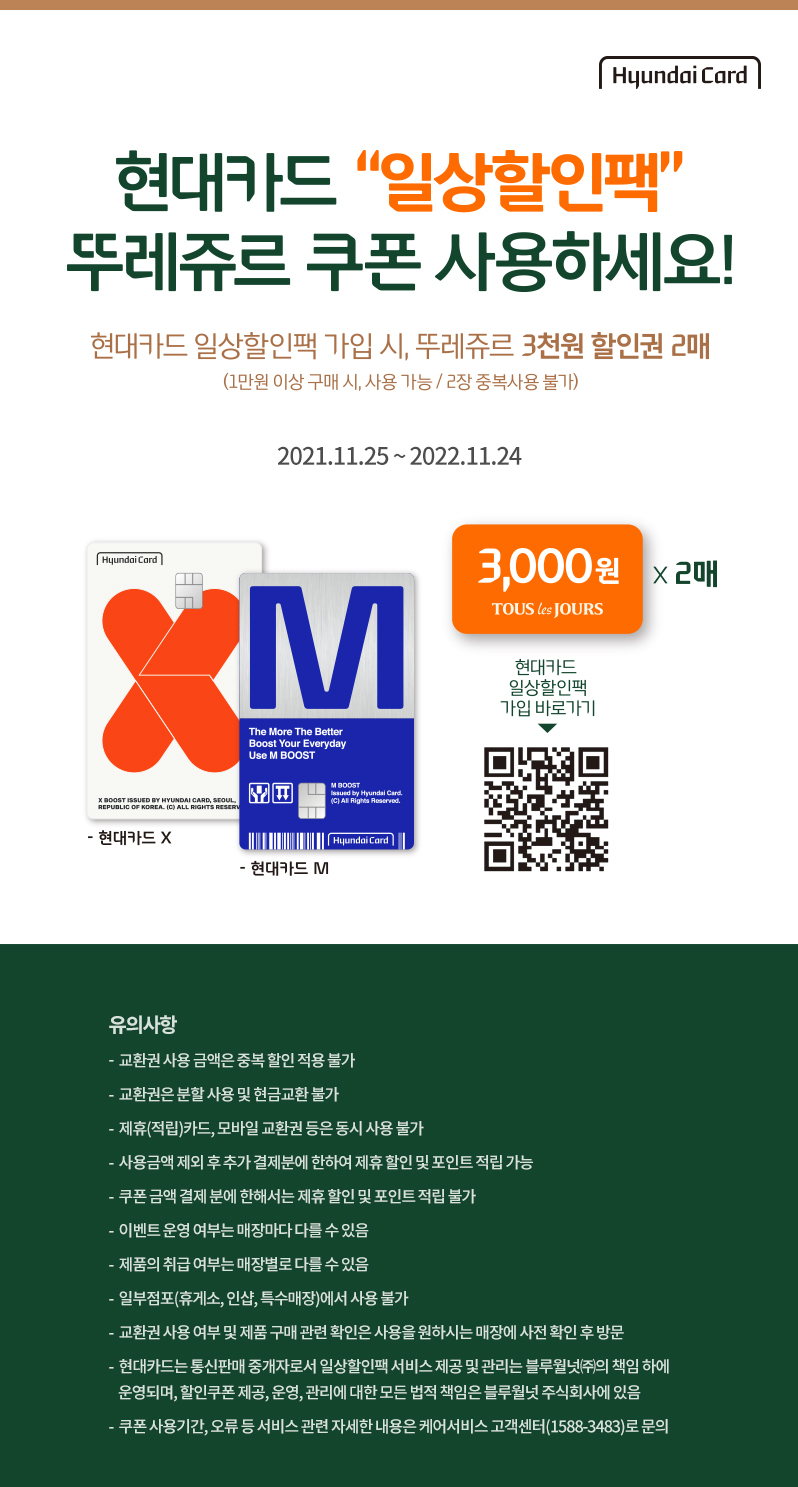 Hyundai Card
현대카드 “일상할인팩”
뚜레쥬르 쿠폰 사용하세요!
현대카드 일상할인팩 가입 시, 뚜레쥬르 3천원 할인권 2매
(1만원 이상 구매 시, 사용 가능 / 2장 중복사용 불가)
2021.11.25 ~ 2022.11.24
Hyundai Card
X BOOST ISSUED BY HYUNDAI CARD, SEOUL,
REPUBLIC OF KOREA. (C) ALL RIGHTS RESERV
- 현대카드 X
M
The More The Better
Boost Your Everyday
Use M BOOST
M BOOST
Issued by Hyundai Card.
(C) All Rights Reserved.
Hyundai Card
- 현대카드 M
3,000원
TOUS les JOURS
X 2매
현대카드
일상할인팩
가입 바로가기
유의사항
- 교환권 사용 금액은 중복 할인 적용 불가
- 교환권은 분할 사용 및 현금교환 불가
- 제휴(적립)카드, 모바일 교환권 등은 동시 사용 불가
- 사용금액 제외 후 추가 결제분에 한하여 제휴 할인 및 포인트 적립 가능
- 쿠폰 금액 결제 분에 한해서는 제휴 할인 및 포인트 적립 불가
- 이벤트 운영 여부는 매장마다 다를 수 있음
- 제품의 취급 여부는 매장별로 다를 수 있음
- 일부점포(휴게소, 인샵, 특수매장)에서 사용 불가
- 교환권 사용 여부 및 제품 구매 관련 확인은 사용을 원하시는 매장에 사전 확인 후 방문
- 현대카드는 통신판매 중개자로서 일상할인팩 서비스 제공 및 관리는 블루월넛㈜의 책임 하에
운영되며, 할인쿠폰 제공, 운영, 관리에 대한 모든 법적 책임은 블루월넛 주식회사에 있음
- 쿠폰 사용기간, 오류 등 서비스 관련 자세한 내용은 케어서비스 고객센터(1588-3483)로 문의